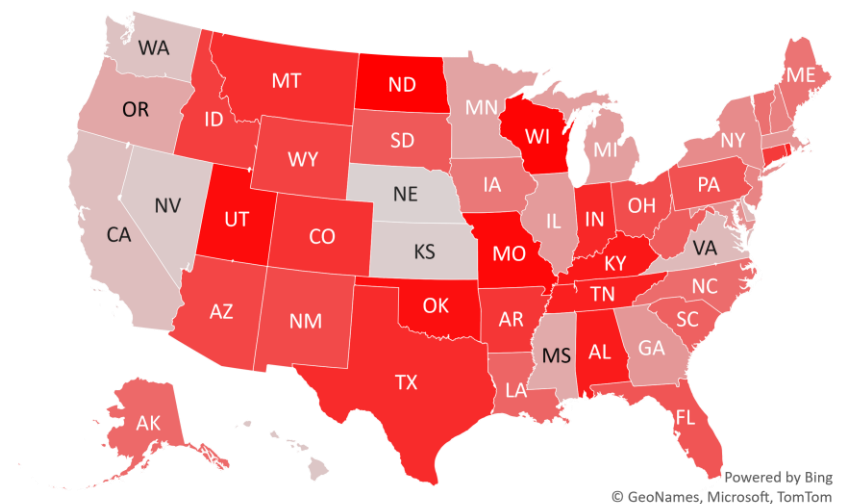 WA
MT
ND
ME
OR
ID
MN
WI
MI
NY
SD
WY
IA
PA
NE
NV
UT
CO
IL
IN
OH
CA
KS
MO
VA
KY
AZ
NM
OK
TN
NC
AR
SC
MS
AL
GA
TX
LA
AK
FL
Powered by Bing
© GeoNames, Microsoft, TomTom